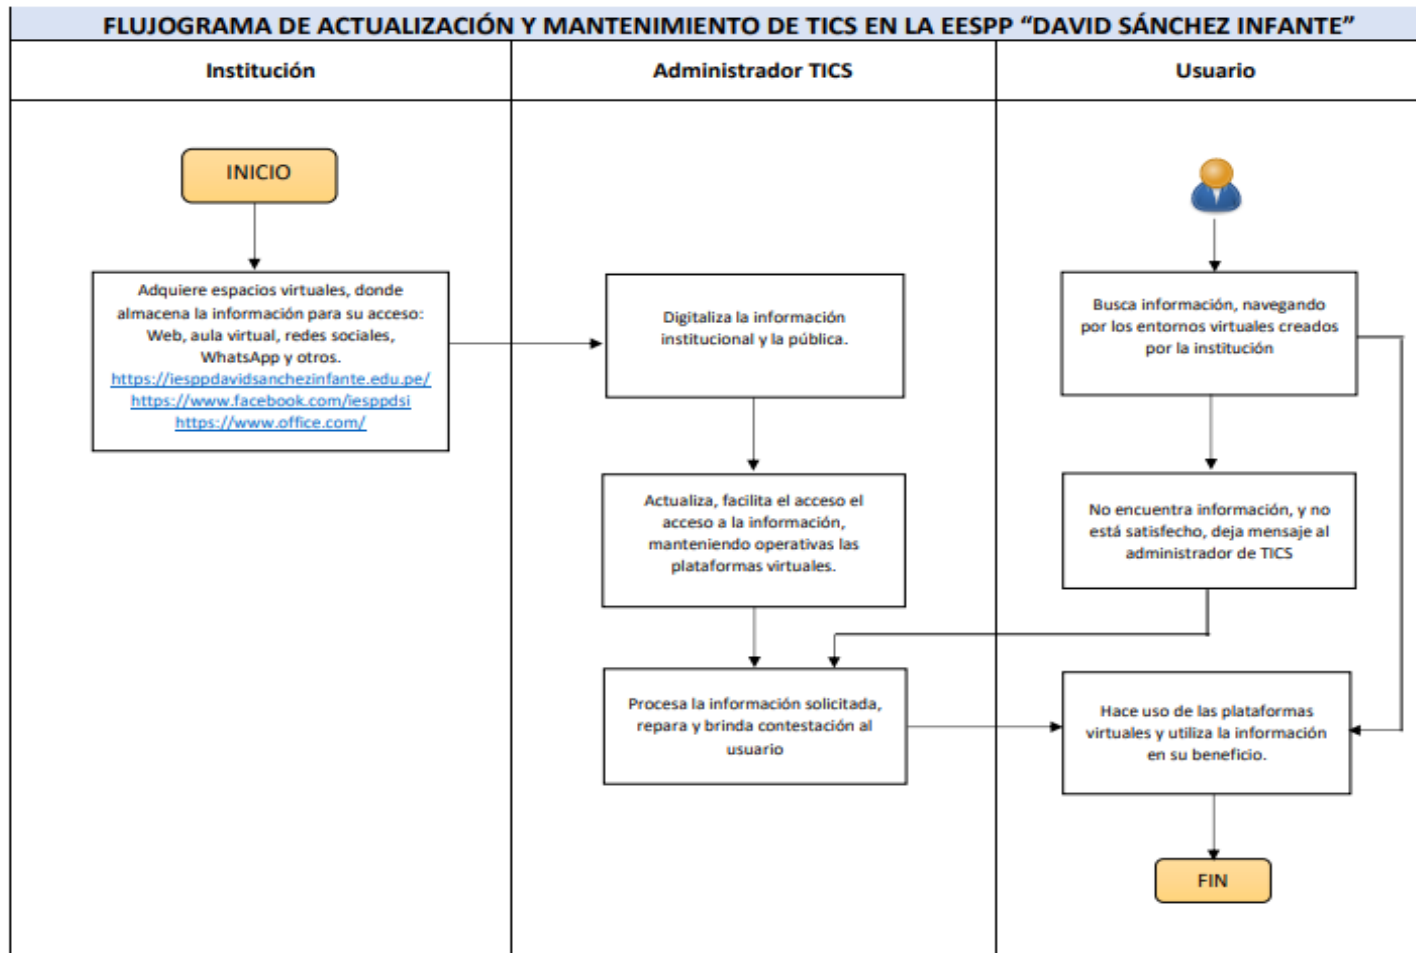 FLUJOGRAMA DE ACTUALIZACIÓN Y MANTENIMIENTO DE TICS EN LA EESPP “DAVID SÁNCHEZ INFANTE”
Institución
Administrador TICS
Usuario
INICIO
Adquiere espacios virtuales, donde
almacena la información para su acceso:
Web, aula virtual, redes sociales,
WhatsApp y otros.
https://iesppdavidsanchezinfante.edu.pe/
https://www.facebook.com/iesppdsi
https://www.office.com/
Digitaliza la información
institucional y la pública.
Actualiza, facilita el acceso el
acceso a la información,
manteniendo operativas las
plataformas virtuales.
Procesa la información solicitada,
repara y brinda contestación al
usuario
Busca información, navegando
por los entornos virtuales creados
por la institución
No encuentra información, y no
está satisfecho, deja mensaje al
administrador de TICS
Hace uso de las plataformas
virtuales y utiliza la información
en su beneficio.
FIN